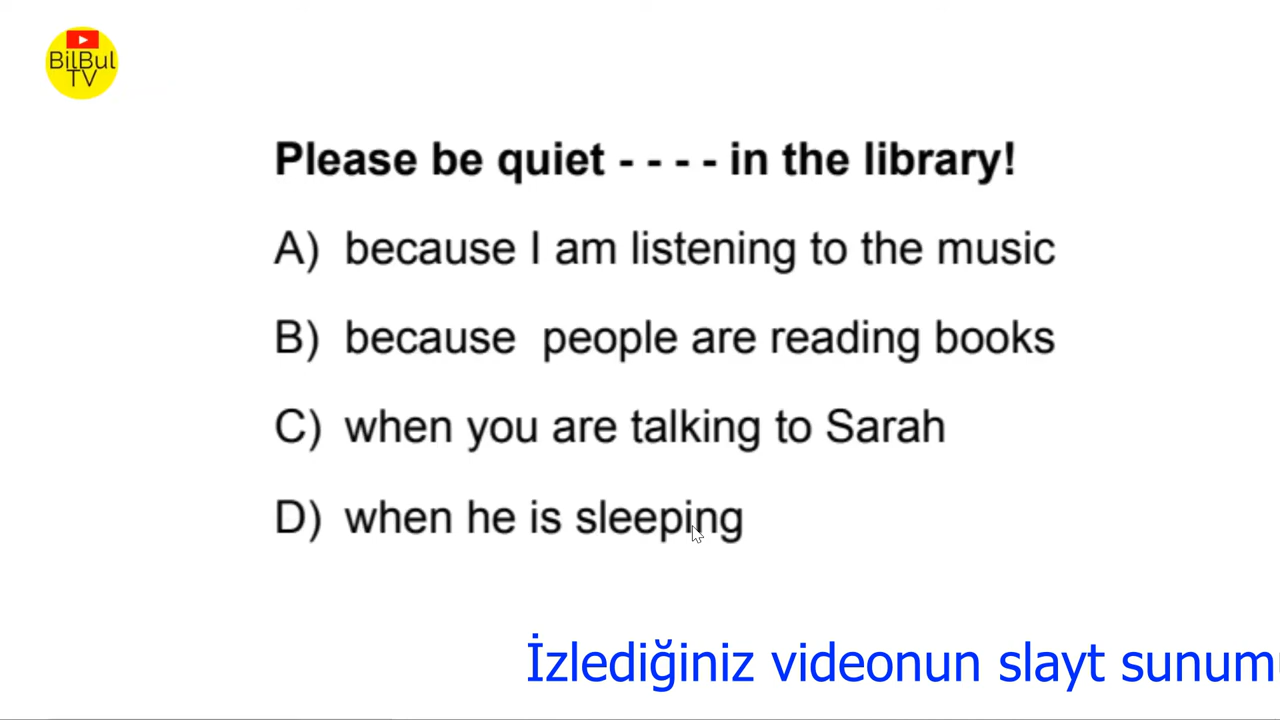 BilBul
TV
Please be quiet - - - - in the library!
A) because I am listening to the music
B) because people are reading books
C) when you are talking to Sarah
D) when he is sleeping
İzlediğiniz videonun slayt sunum